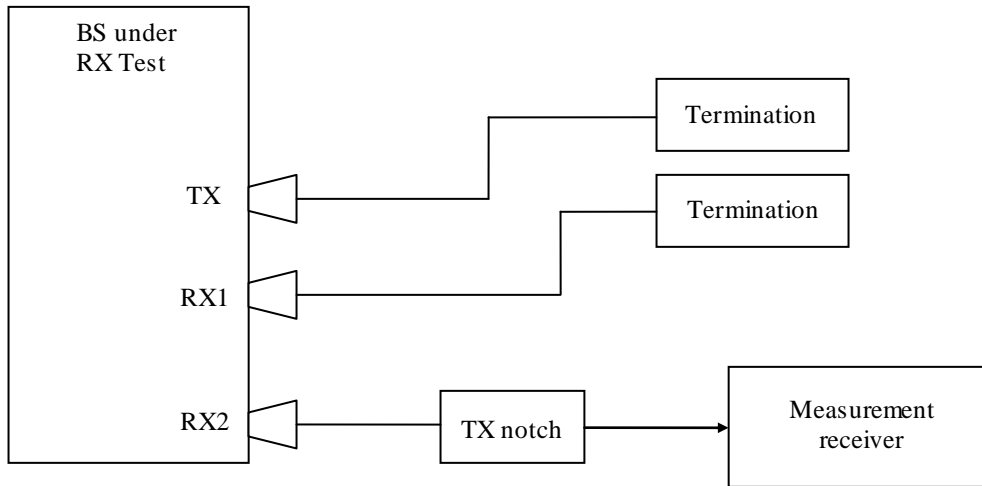 BS under
RX Test
Termination
TX
Termination
RX1
RX2
TX notch
Measurement
receiver